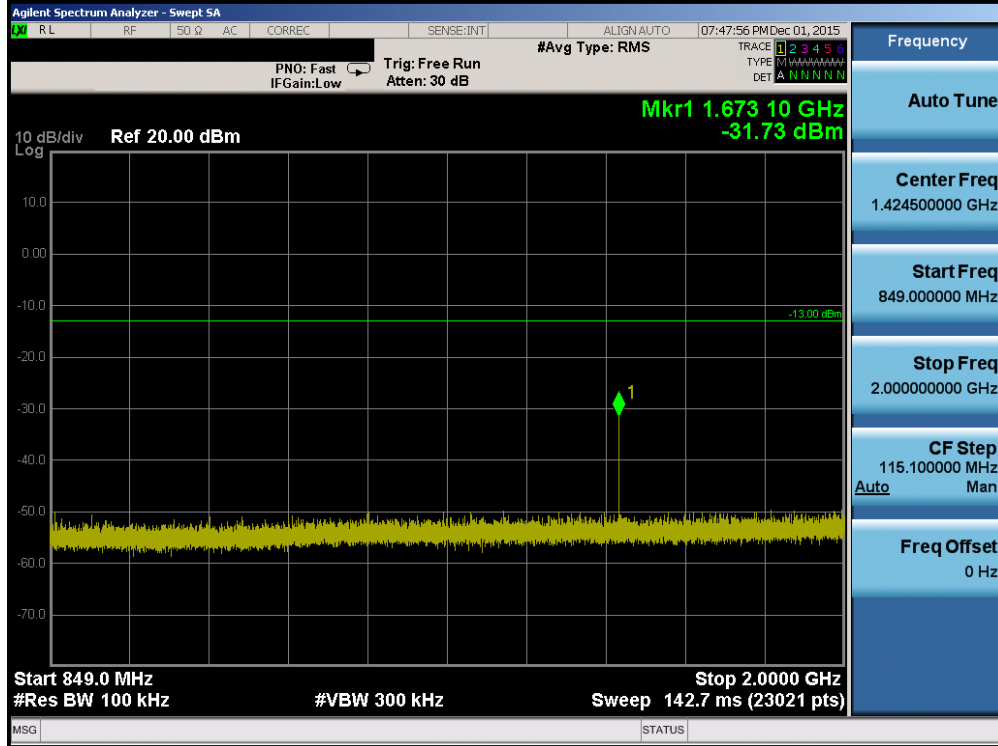 Agilent Spectrum Analyzer - Swept SA
LXI RL RF 50 Ω AC CORREC SENSE:INT ALIGN AUTO 07:47:56 PM Dec 01, 2015
#Avg Type: RMS
TRACE 1 2 3 4 5 6
PNO: Fast Trig: Free Run
TYPE M WWWWW
IFGain:Low Atten: 30 dB
DET A N N N N N
Mkr1 1.673 10 GHz
-31.73 dBm
10 dB/div Ref 20.00 dBm
Log
10.0
0.00
-10.0
-13.00 dBm
-20.0
1
-30.0
-40.0
-50.0
-60.0
-70.0
Start 849.0 MHz Stop 2.0000 GHz
#Res BW 100 kHz #VBW 300 kHz Sweep 142.7 ms (23021 pts)
MSG STATUS
Frequency
Auto Tune
Center Freq
1.424500000 GHz
Start Freq
849.000000 MHz
Stop Freq
2.000000000 GHz
CF Step
115.100000 MHz
Auto Man
Freq Offset
0 Hz